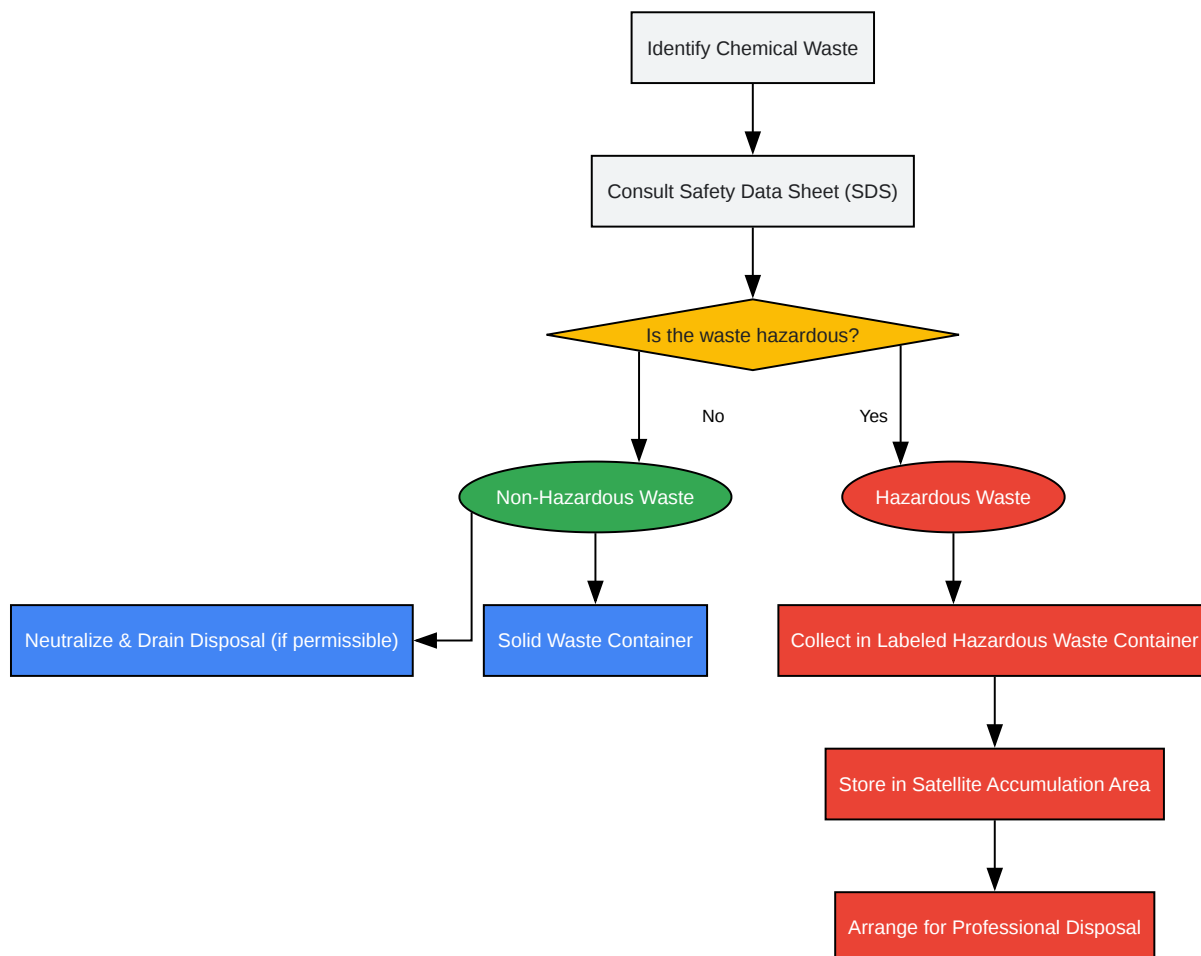 Identify Chemical Waste
Consult Safety Data Sheet (SDS)
Is the waste hazardous?
No
Yes
Non-Hazardous Waste
Hazardous Waste
Neutralize & Drain Disposal (if permissible)
Solid Waste Container
Collect in Labeled Hazardous Waste Container
Store in Satellite Accumulation Area
Arrange for Professional Disposal